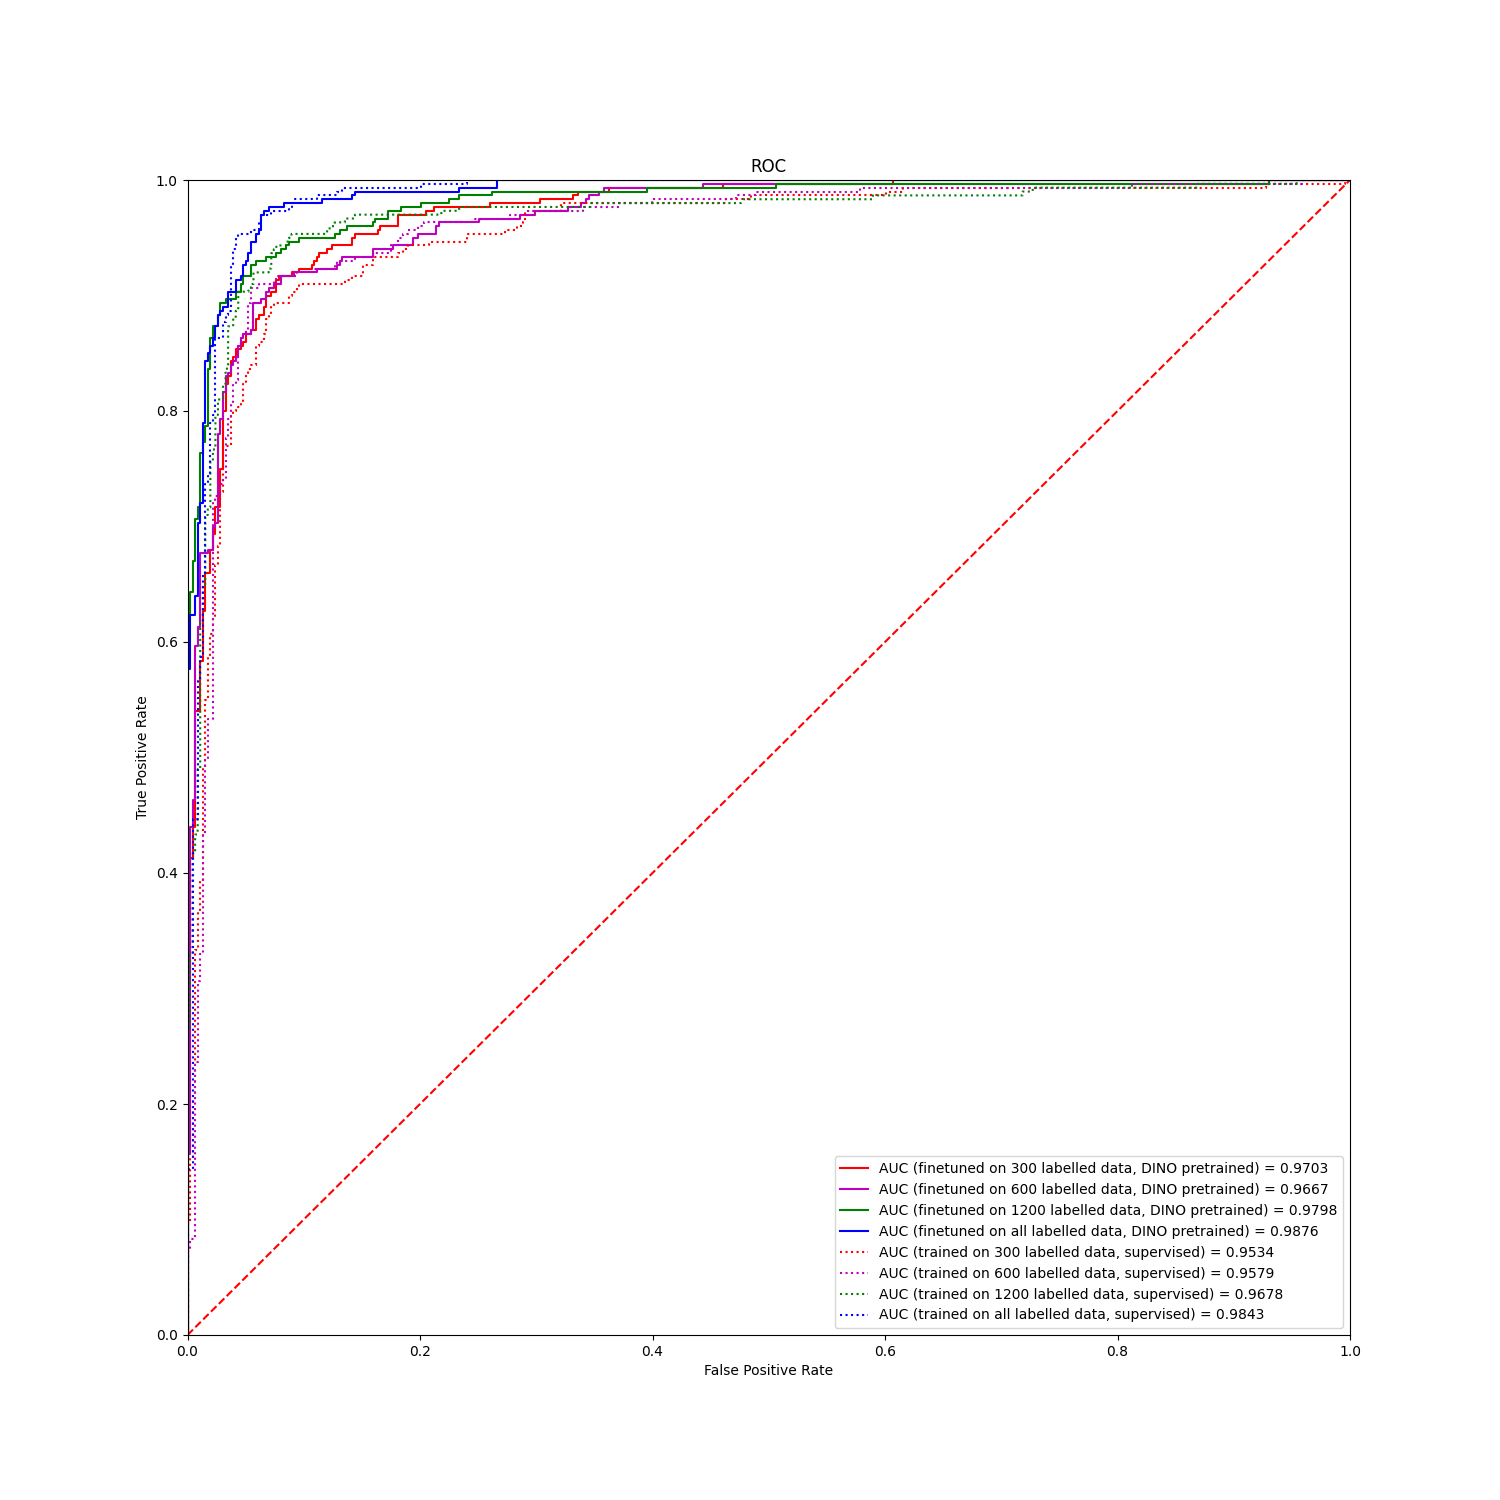 ROC
1.0
0.8
0.6
0.4
0.2
0.0
True Positive Rate
AUC (finetuned on 300 labelled data, DINO pretrained) = 0.9703
AUC (finetuned on 600 labelled data, DINO pretrained) = 0.9667
AUC (finetuned on 1200 labelled data, DINO pretrained) = 0.9798
AUC (finetuned on all labelled data, DINO pretrained) = 0.9876
AUC (trained on 300 labelled data, supervised) = 0.9534
AUC (trained on 600 labelled data, supervised) = 0.9579
AUC (trained on 1200 labelled data, supervised) = 0.9678
AUC (trained on all labelled data, supervised) = 0.9843
0.0 0.2 0.4 0.6 0.8 1.0
False Positive Rate